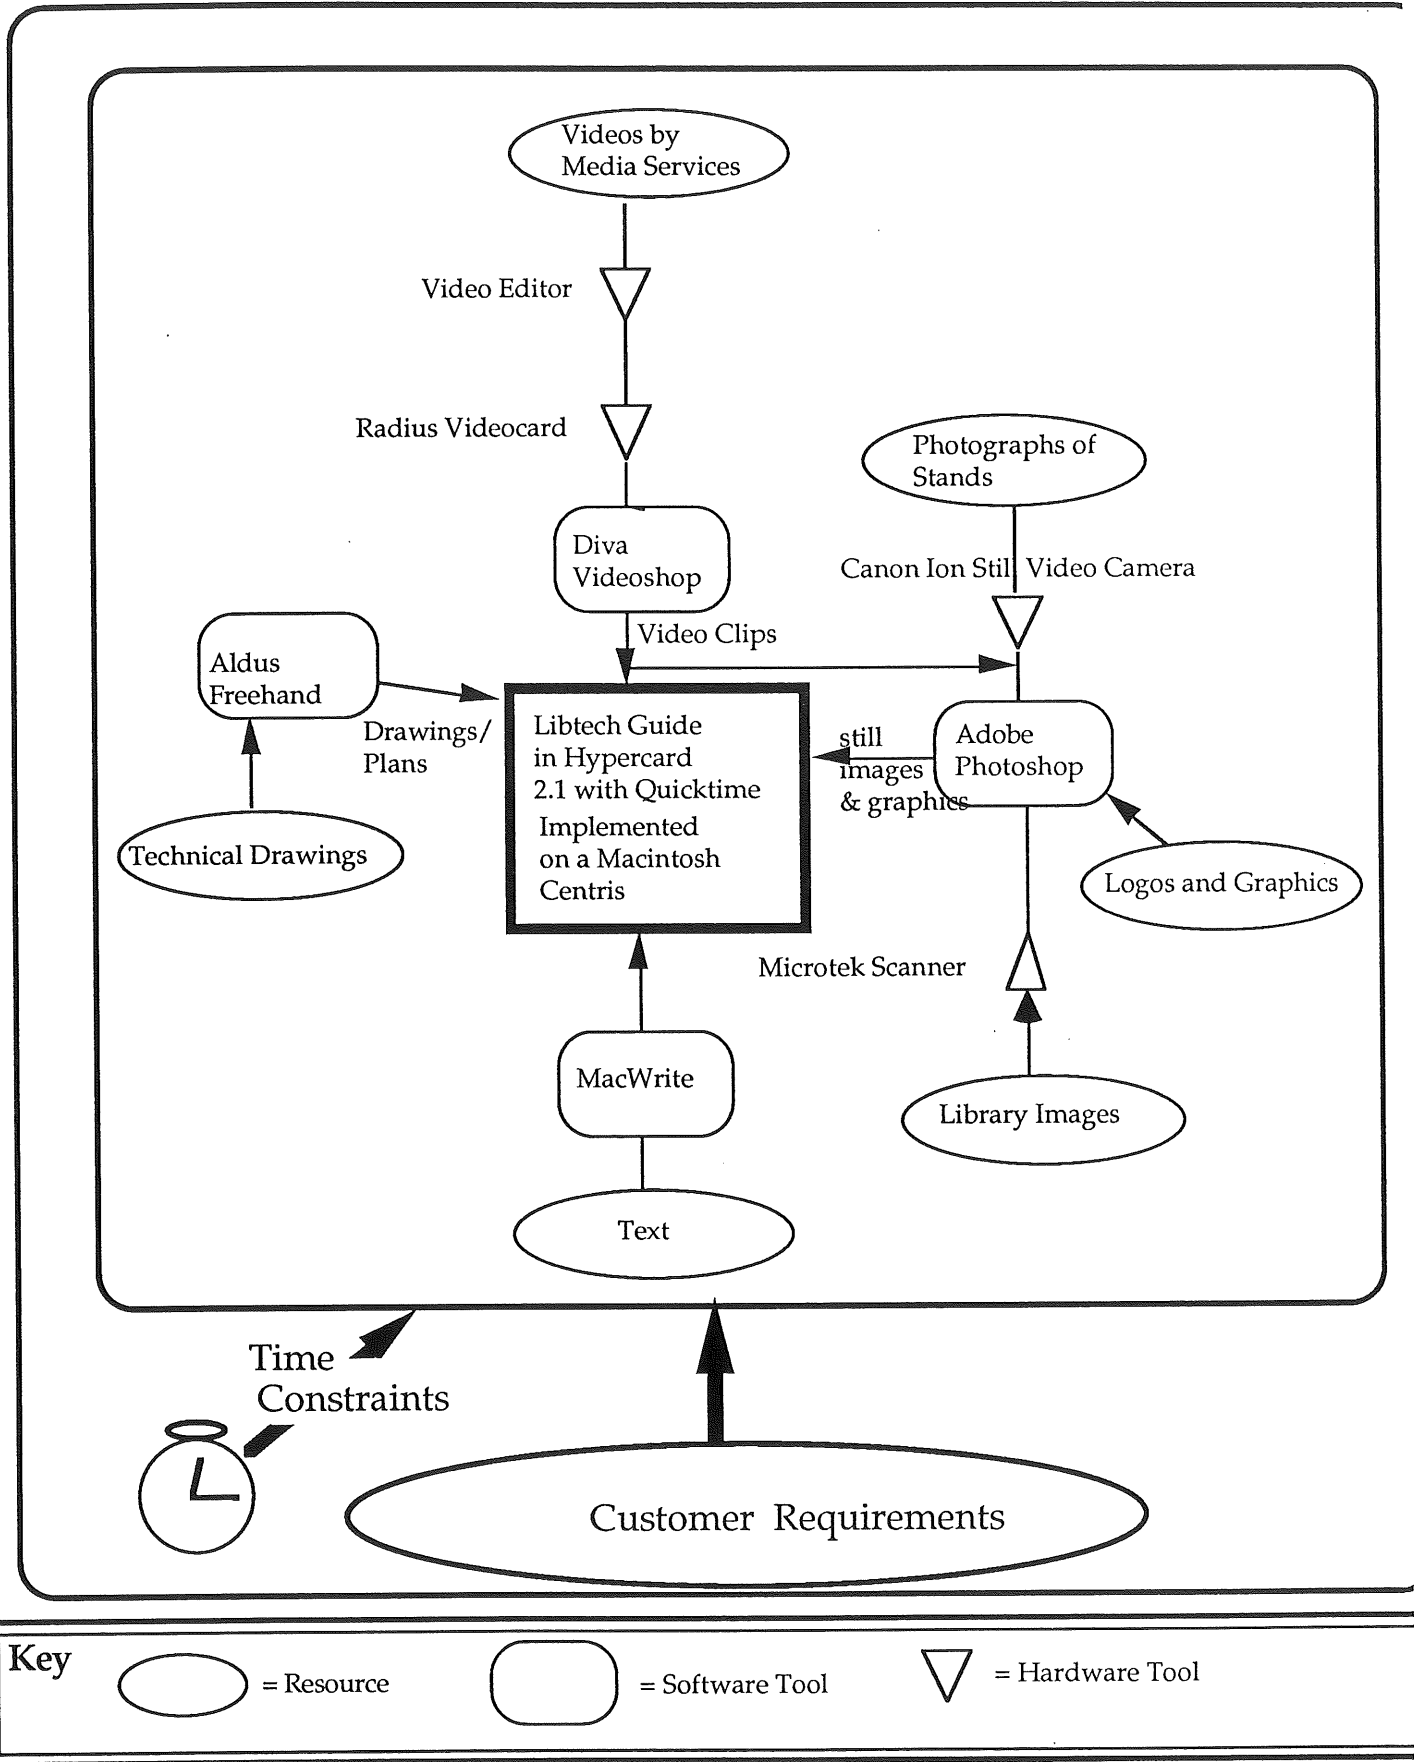 Videos by
Media Services
Video Editor
Radius Videocard
Photographs of
Stands
Diva
Videoshop
Canon Ion Still Video Camera
Video Clips
Aldus
Freehand
Drawings/
Plans
Libtech Guide
in Hypercard
2.1 with Quicktime
Implemented
on a Macintosh
Centris
still
images
& graphics
Adobe
Photoshop
Technical Drawings
Logos and Graphics
Microtek Scanner
MacWrite
Library Images
Text
Time
Constraints
Customer Requirements
Key
= Resource
= Software Tool
= Hardware Tool